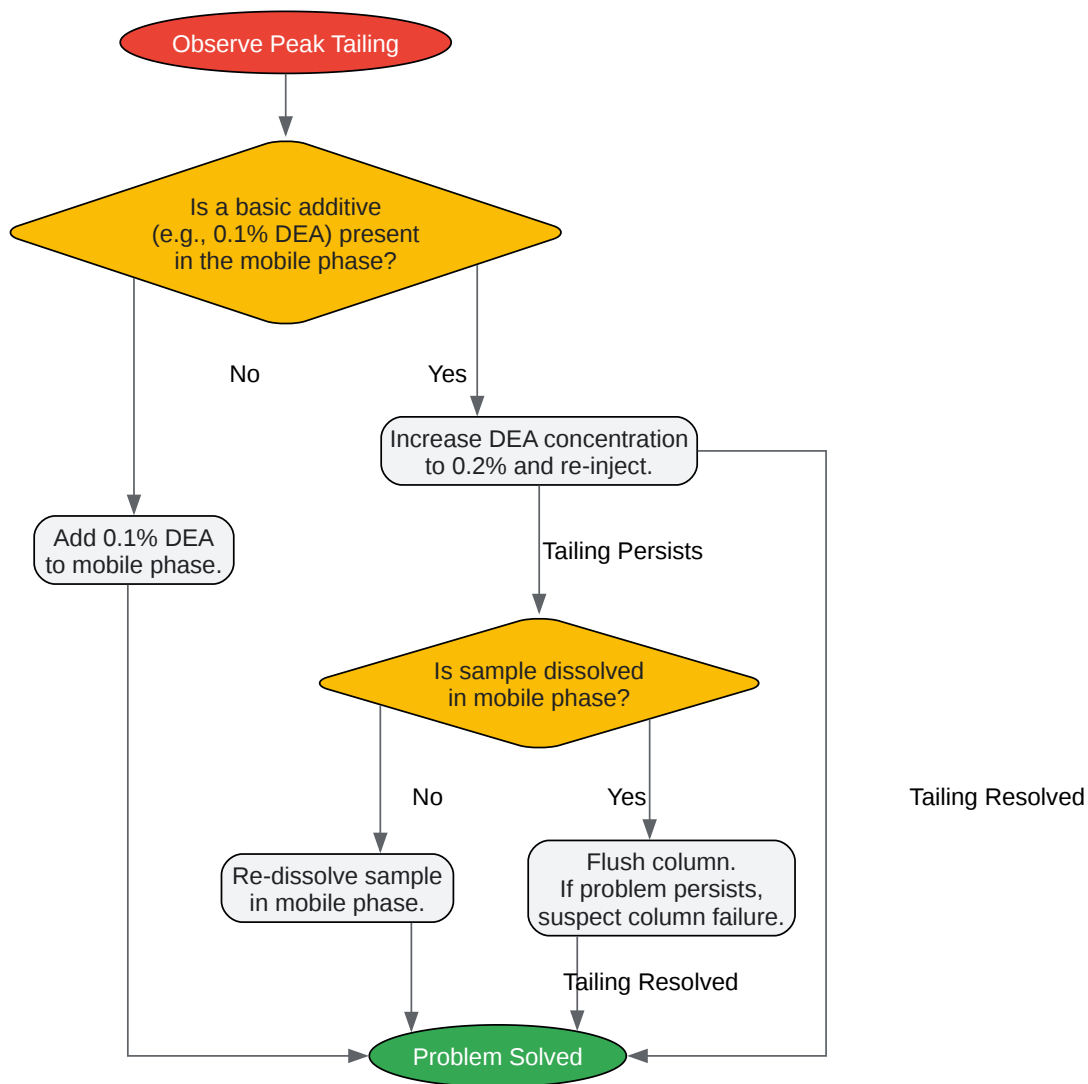 Observe Peak Tailing
Is a basic additive
(e.g., 0.1% DEA) present
in the mobile phase?
No
Yes
Increase DEA concentration
to 0.2% and re-inject.
Add 0.1% DEA
to mobile phase.
Tailing Persists
Is sample dissolved
in mobile phase?
No
Yes
Tailing Resolved
Re-dissolve sample
in mobile phase.
Flush column.
If problem persists,
suspect column failure.
Tailing Resolved
Problem Solved